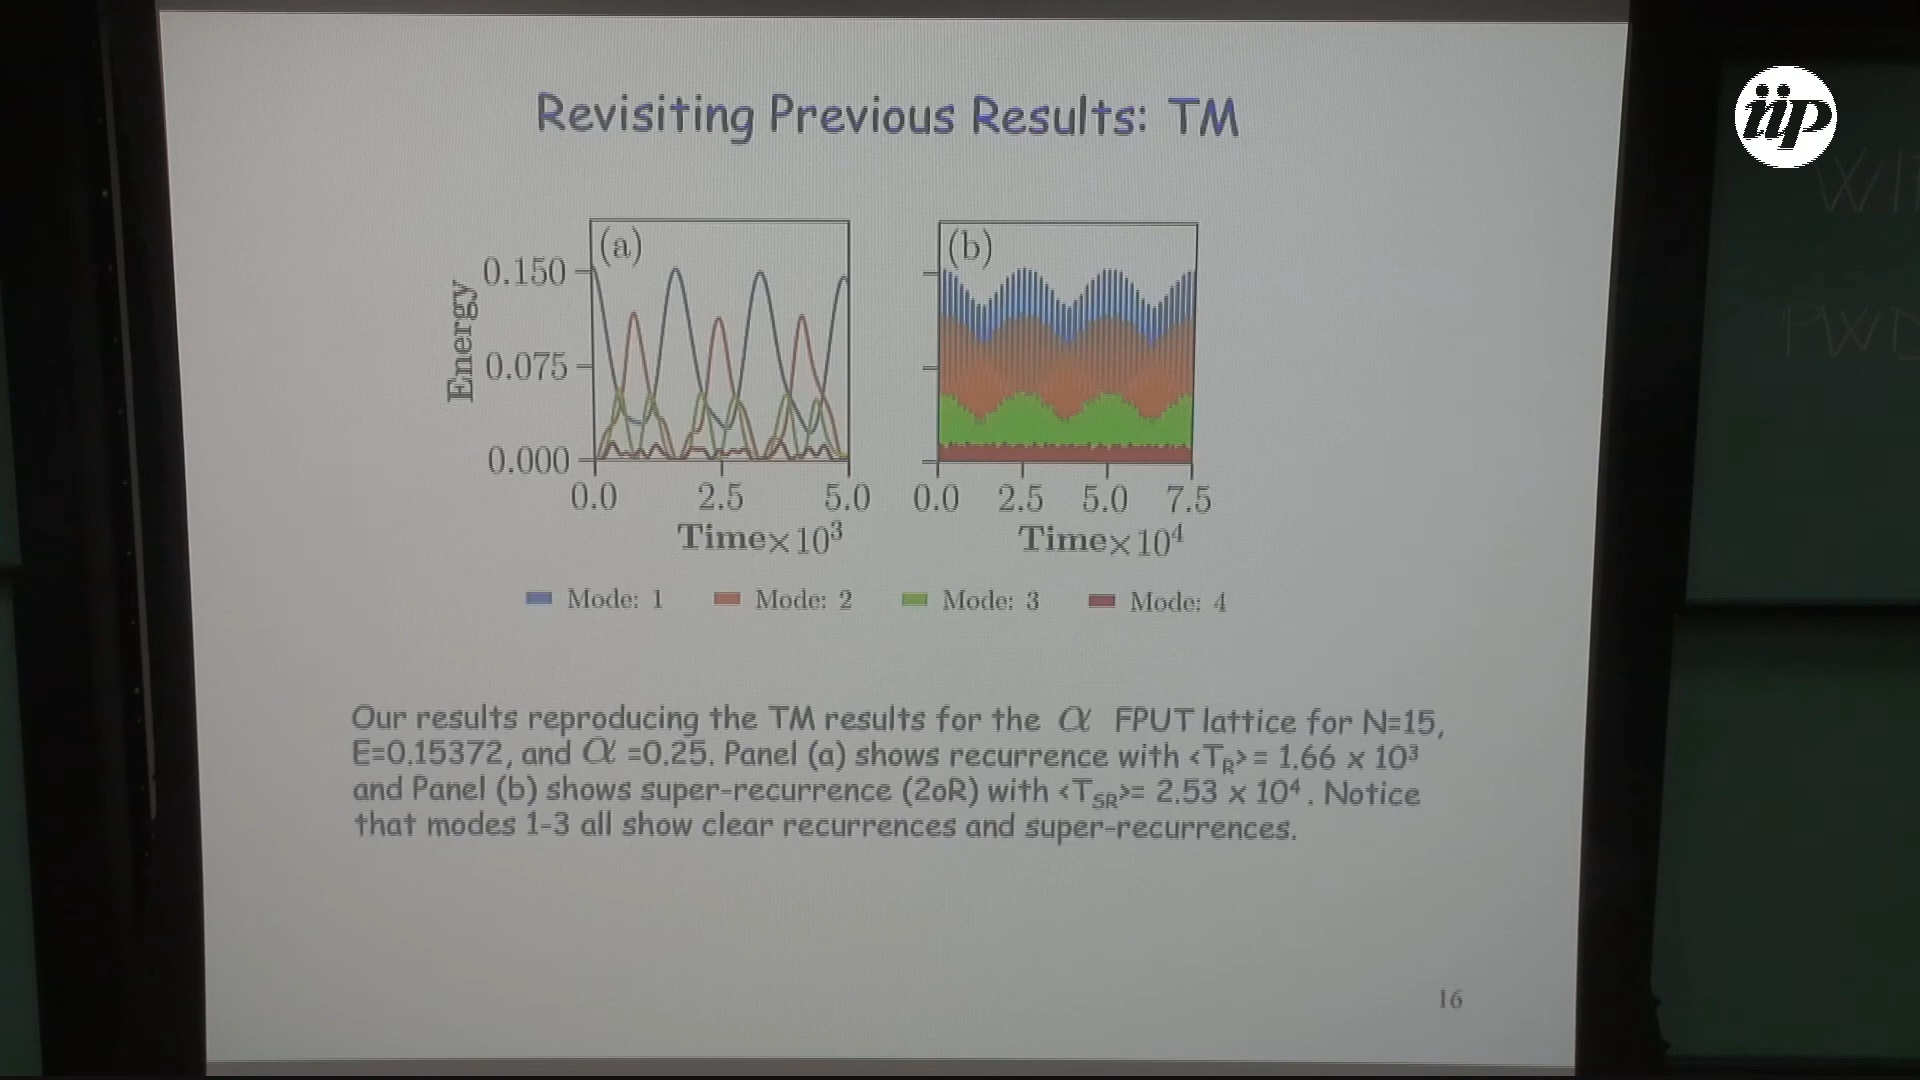 iip
Revisiting Previous Results: TM
(a)
(b)
Energy
0.150
0.075
0.000
0.0 2.5 5.0
0.0 2.5 5.0 7.5
Time×10³
Time×10⁴
Mode: 1 Mode: 2 Mode: 3 Mode: 4
Our results reproducing the TM results for the α FPUT lattice for N=15,
E=0.15372, and α =0.25. Panel (a) shows recurrence with <T_R>= 1.66 x 10³
and Panel (b) shows super-recurrence (2oR) with <T_SR>= 2.53 x 10⁴. Notice
that modes 1-3 all show clear recurrences and super-recurrences.
16